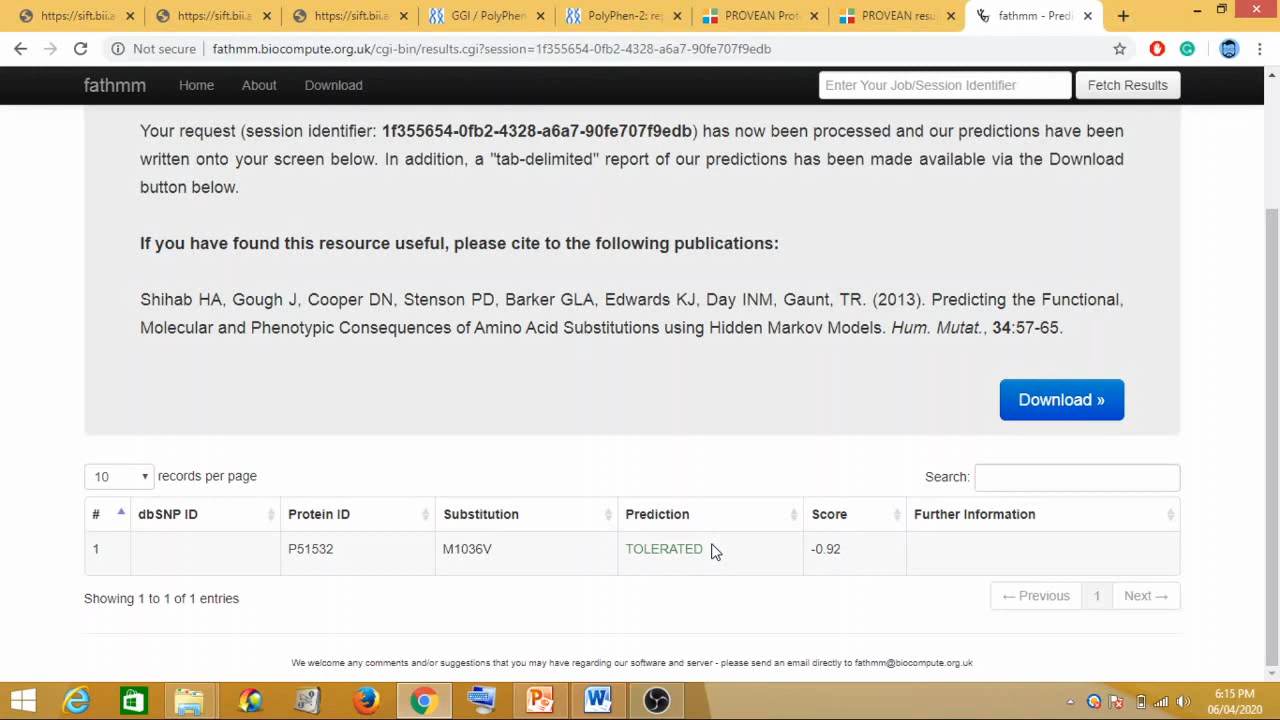 https://sift.bii.a
https://sift.bii.a
https://sift.bii.a
GGI / PolyPhen
PolyPhen-2: re
PROVEAN Prot
PROVEAN resu
fathmm - Predi
Not secure
fathmm.biocompute.org.uk/cgi-bin/results.cgi?session=1f355654-0fb2-4328-a6a7-90fe707f9edb
fathmm Home About Download Enter Your Job/Session Identifier Fetch Results
Your request (session identifier: 1f355654-0fb2-4328-a6a7-90fe707f9edb) has now been processed and our predictions have been
written onto your screen below. In addition, a "tab-delimited" report of our predictions has been made available via the Download
button below.
If you have found this resource useful, please cite to the following publications:
Shihab HA, Gough J, Cooper DN, Stenson PD, Barker GLA, Edwards KJ, Day INM, Gaunt, TR. (2013). Predicting the Functional,
Molecular and Phenotypic Consequences of Amino Acid Substitutions using Hidden Markov Models. Hum. Mutat., 34:57-65.
Download »
10 records per page Search:
# dbSNP ID Protein ID Substitution Prediction Score Further Information
1 P51532 M1036V TOLERATED -0.92
Showing 1 to 1 of 1 entries ← Previous 1 Next →
We welcome any comments and/or suggestions that you may have regarding our software and server - please send an email directly to fathmm@biocompute.org.uk
6:15 PM
06/04/2020